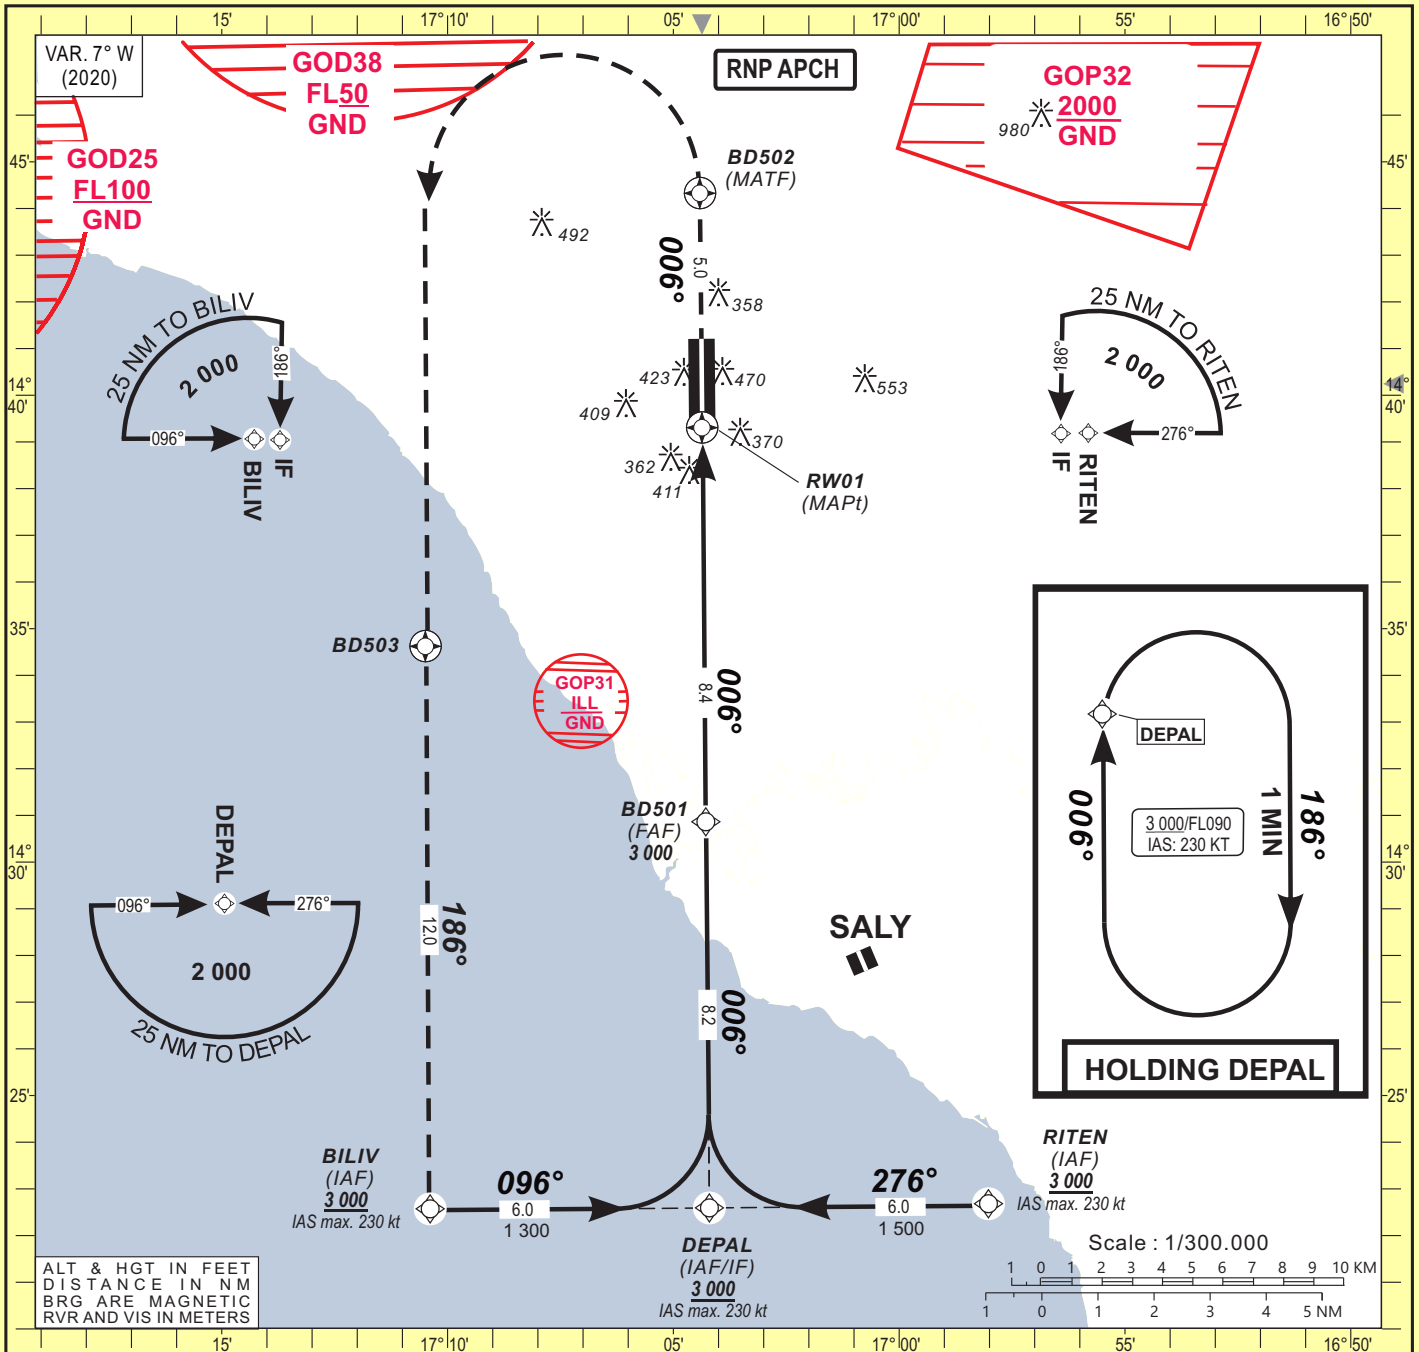 15'
17°10'
05'
17°00'
55'
16°50'
VAR. 7° W
(2020)
GOD38
FL50
GND
RNP APCH
GOP32
2000
GND
980
GOD25
FL100
GND
45'
45'
BD502
(MATF)
492
006°
5.0
358
25 NM TO BILIV
2 000
186°
096°
BILIV
IF
25 NM TO RITEN
2 000
186°
276°
IF
RITEN
14°
40'
14°
40'
423
470
553
409
370
362
411
RW01
(MAPt)
35'
35'
BD503
GOP31
ILL
GND
8.4
006°
BD501
(FAF)
3 000
DEPAL
096°
276°
2 000
25 NM TO DEPAL
14°
30'
14°
30'
186°
12.0
SALY
8.2
006°
DEPAL
006°
3 000/FL090
IAS: 230 KT
1 MIN
186°
HOLDING DEPAL
25'
25'
BILIV
(IAF)
3 000
IAS max. 230 kt
096°
6.0
1 300
276°
6.0
1 500
RITEN
(IAF)
3 000
IAS max. 230 kt
DEPAL
(IAF/IF)
3 000
IAS max. 230 kt
ALT & HGT IN FEET
DISTANCE IN NM
BRG ARE MAGNETIC
RVR AND VIS IN METERS
Scale : 1/300.000
1 0 1 2 3 4 5 6 7 8 9 10 KM
1 0 1 2 3 4 5 NM
15'
17°10'
05'
17°00'
55'
16°50'